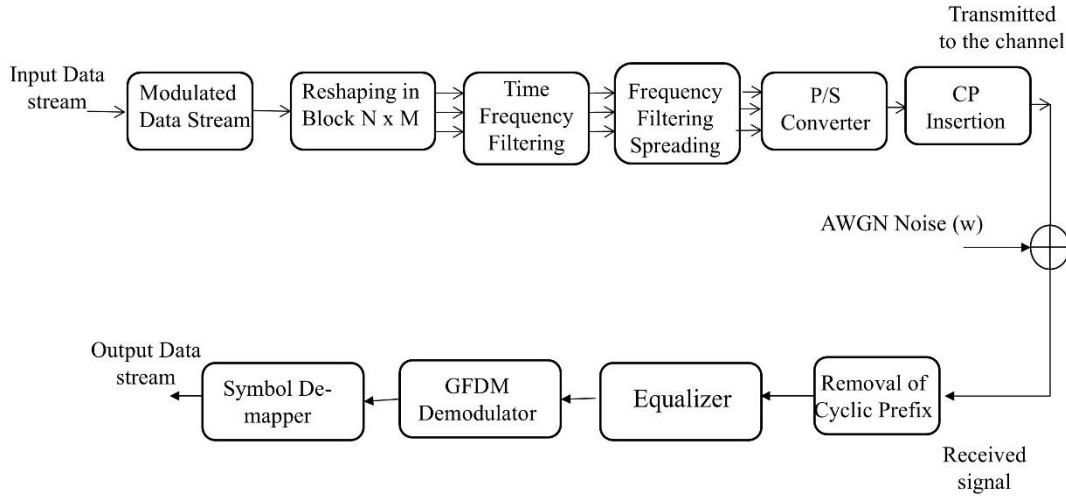 Transmitted
to the channel
Input Data
stream
Modulated
Data Stream
Reshaping in
Block N x M
Time
Frequency
Filtering
Frequency
Filtering
Spreading
P/S
Converter
CP
Insertion
AWGN Noise (w)
Output Data
stream
Symbol De-
mapper
GFDM
Demodulator
Equalizer
Removal of
Cyclic Prefix
Received
signal